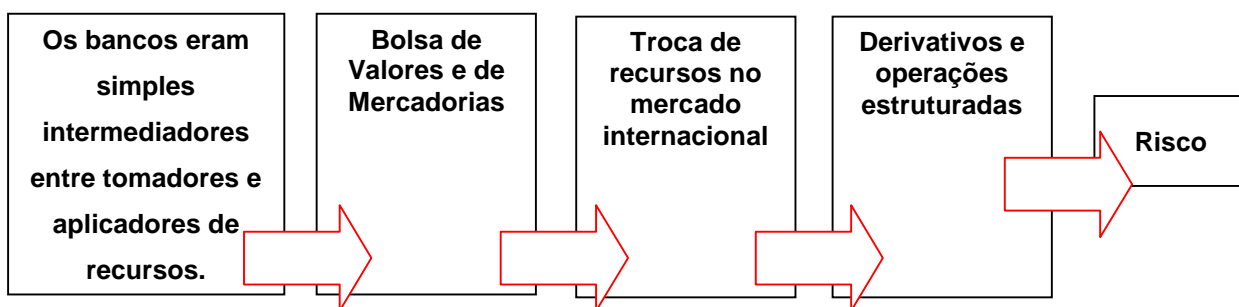 Os bancos eram
simples
intermediadores
entre tomadores e
aplicadores de
recursos.
Bolsa de
Valores e de
Mercadorias
Troca de
recursos no
mercado
internacional
Derivativos e
operações
estruturadas
Risco